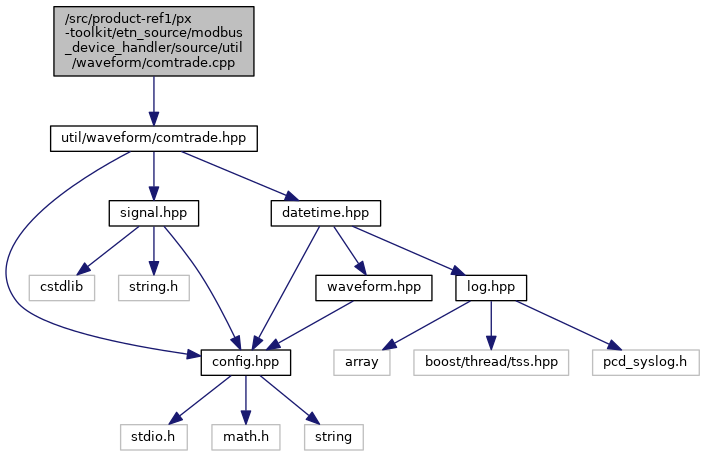 /src/product-ref1/px
-toolkit/etn_source/modbus
_device_handler/source/util
/waveform/comtrade.cpp
util/waveform/comtrade.hpp
signal.hpp
datetime.hpp
cstdlib
string.h
waveform.hpp
log.hpp
config.hpp
array
boost/thread/tss.hpp
pcd_syslog.h
stdio.h
math.h
string